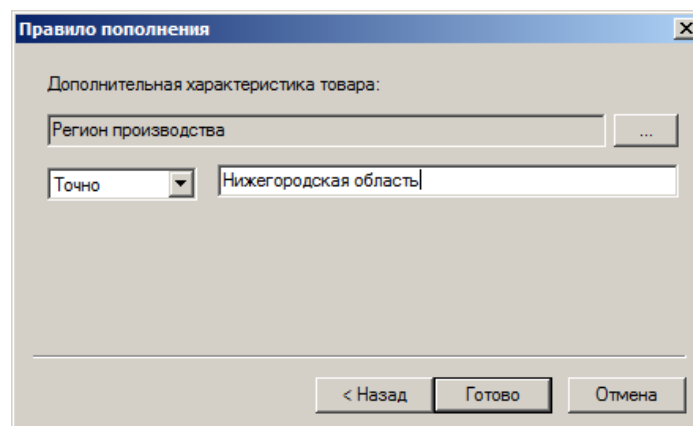 Правило пополнения
Дополнительная характеристика товара:
Регион производства
...
Точно
Нижегородская область
< Назад
Готово
Отмена